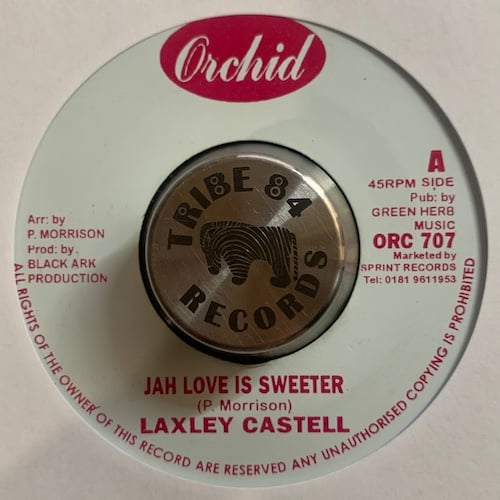 Orchid
A
45RPM SIDE
Pub: by
GREEN HERB
MUSIC
ORC 707
Marketed by
SPRINT RECORDS
Tel: 0181 9611953
Arr: by
P. MORRISON
Prod: by
BLACK ARK
PRODUCTION
TRIBE 84
RECORDS
JAH LOVE IS SWEETER
(P. Morrison)
LAXLEY CASTELL
ALL RIGHTS OF THE OWNER' OF THIS RECORD ARE RESERVED ANY UNAUTHORISED COPYING IS PROHIBITED